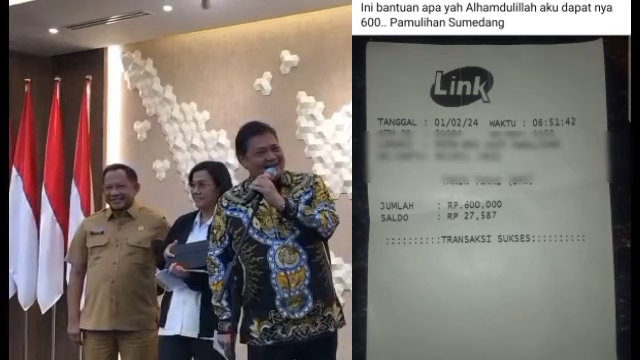 Ini bantuan apa yah Alhamdulillah aku dapat nya
600.. Pamulihan Sumedang
Link
TANGGAL : 01/02/24 WAKTU : 06:51:42
JUMLAH : RP.600,000
SALDO : RP 27,587
::::::::::TRANSAKSI SUKSES::::::::::